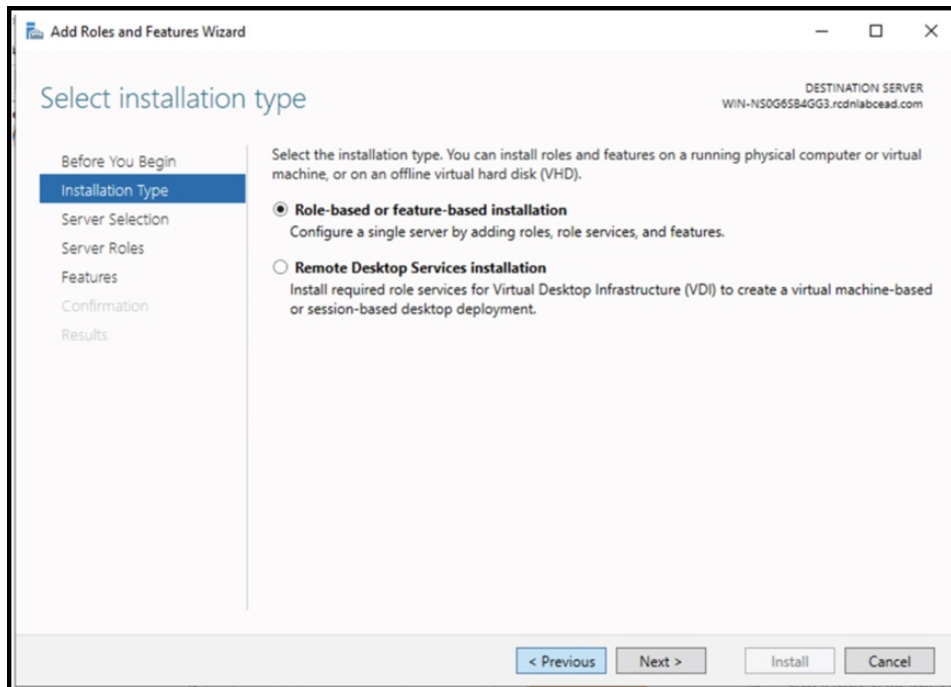 Add Roles and Features Wizard
Select installation type
DESTINATION SERVER
WIN-NS0G6SB4GG3.rcdnlabcead.com
Before You Begin
Installation Type
Server Selection
Server Roles
Features
Confirmation
Results
Select the installation type. You can install roles and features on a running physical computer or virtual
machine, or on an offline virtual hard disk (VHD).
Role-based or feature-based installation
Configure a single server by adding roles, role services, and features.
Remote Desktop Services installation
Install required role services for Virtual Desktop Infrastructure (VDI) to create a virtual machine-based
or session-based desktop deployment.
< Previous
Next >
Install
Cancel